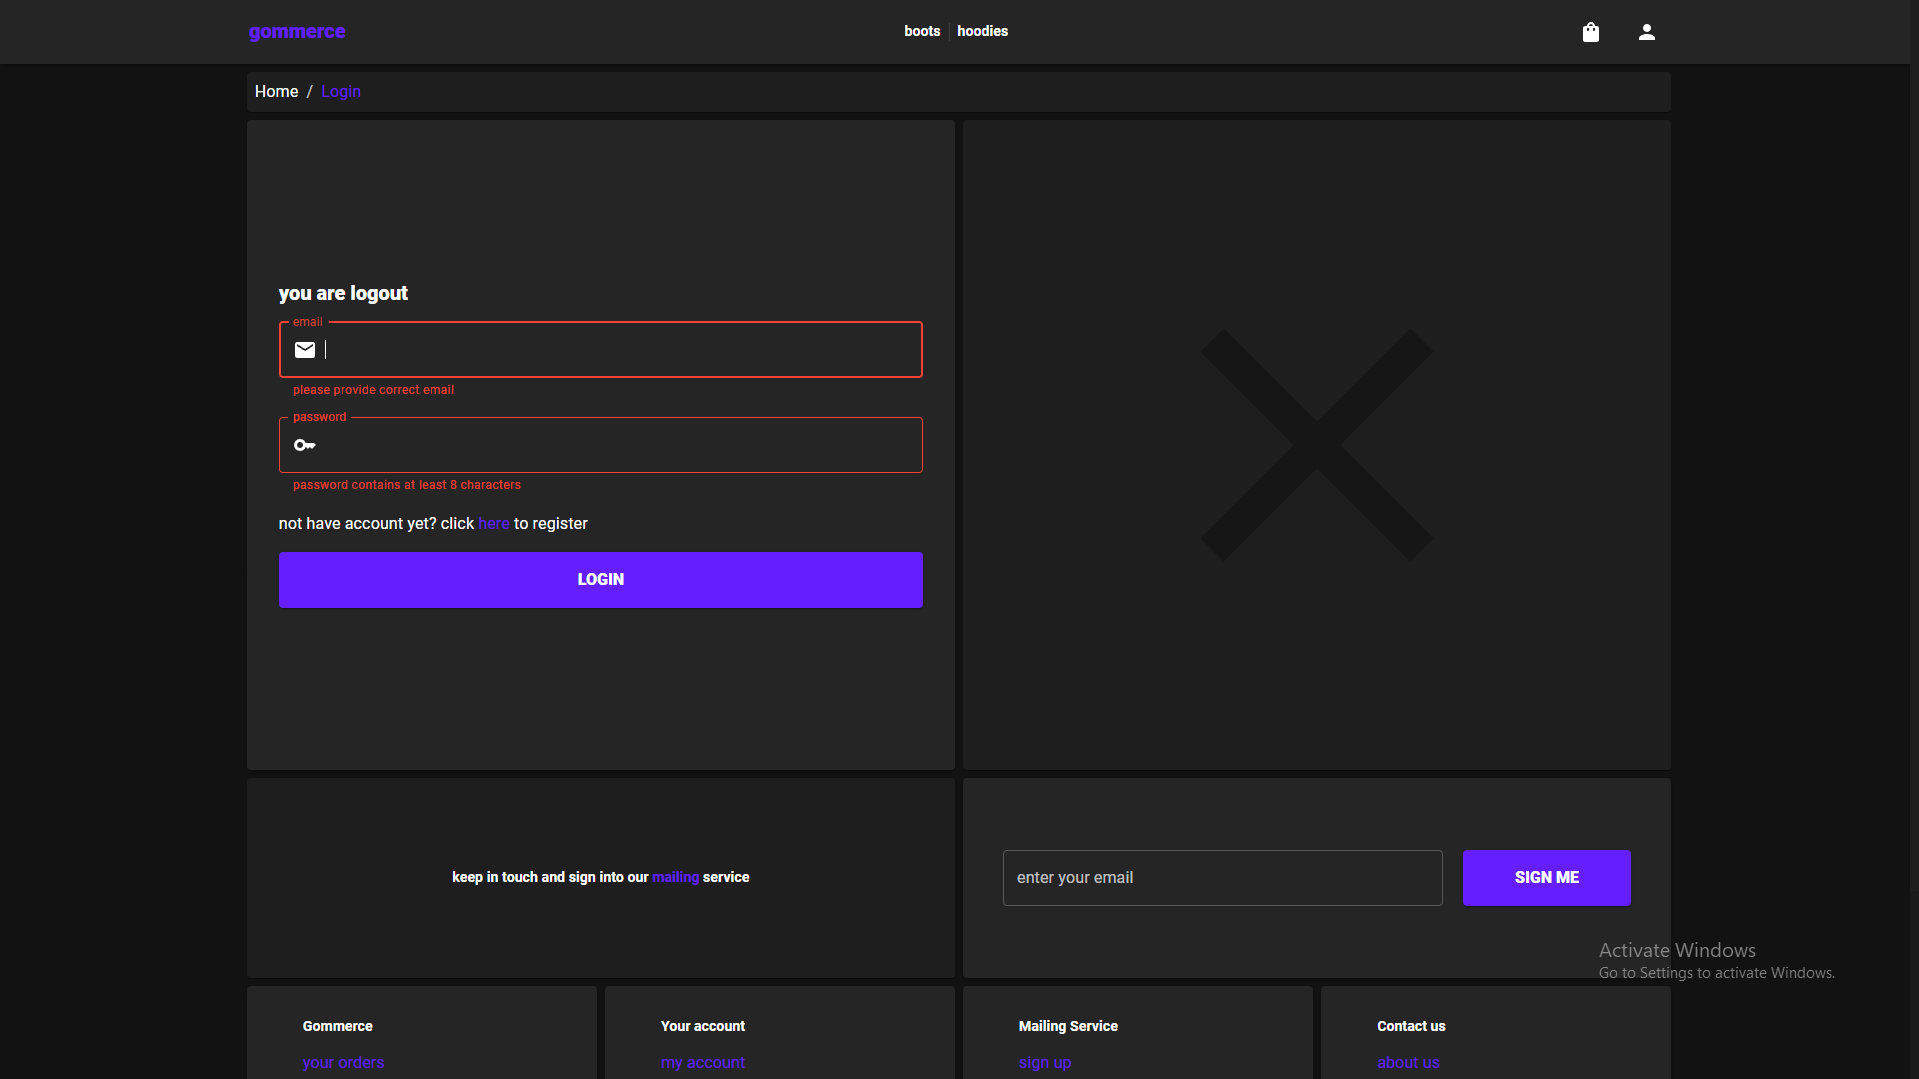 gommerce
boots hoodies
Home / Login
you are logout
email
please provide correct email
password
password contains at least 8 characters
not have account yet? click here to register
LOGIN
keep in touch and sign into our mailing service
enter your email
SIGN ME
Activate Windows
Go to Settings to activate Windows.
Gommerce
your orders
Your account
my account
Mailing Service
sign up
Contact us
about us